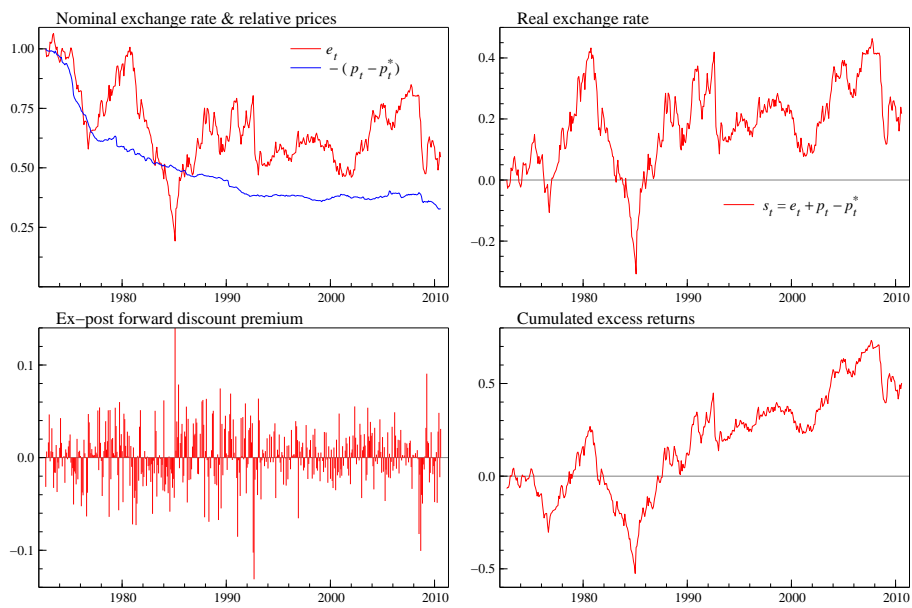 Nominal exchange rate & relative prices
1.00
0.75
0.50
0.25
e_t
−(p_t − p_t^*)
1980 1990 2000 2010
Real exchange rate
0.4
0.2
0.0
−0.2
s_t = e_t + p_t − p_t^*
1980 1990 2000 2010
Ex−post forward discount premium
0.1
0.0
−0.1
1980 1990 2000 2010
Cumulated excess returns
0.5
0.0
−0.5
1980 1990 2000 2010